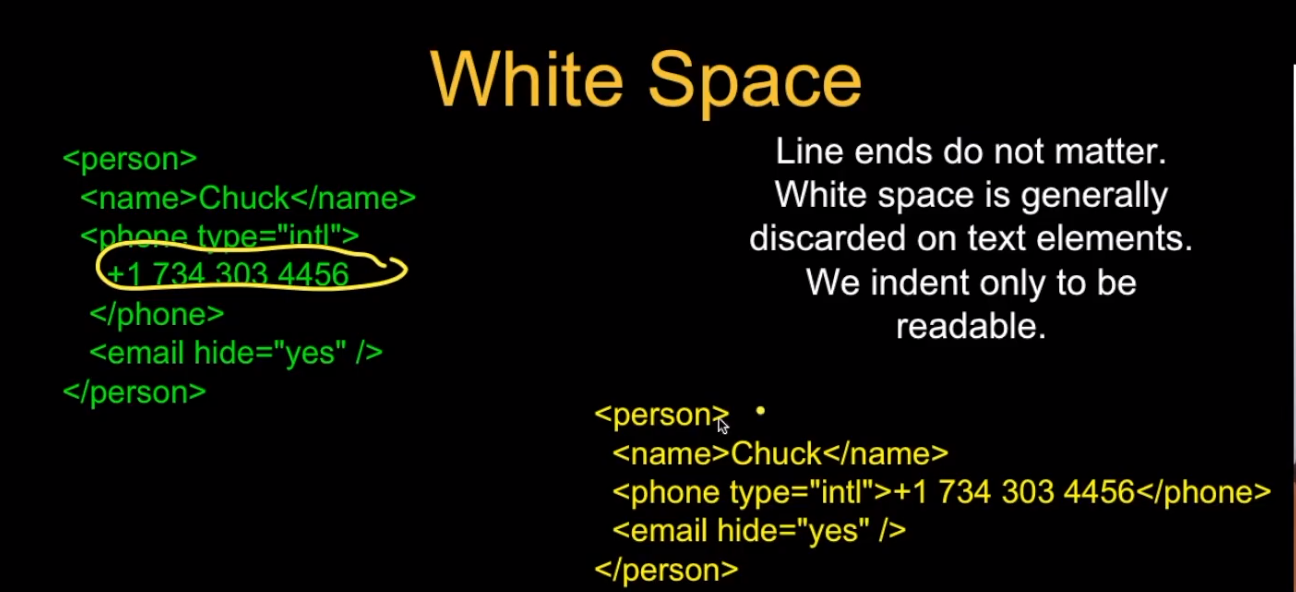 White Space
<person>
<name>Chuck</name>
<phone type="intl">
+1 734 303 4456
</phone>
<email hide="yes" />
</person>
Line ends do not matter.
White space is generally
discarded on text elements.
We indent only to be
readable.
<person>
<name>Chuck</name>
<phone type="intl">+1 734 303 4456</phone>
<email hide="yes" />
</person>